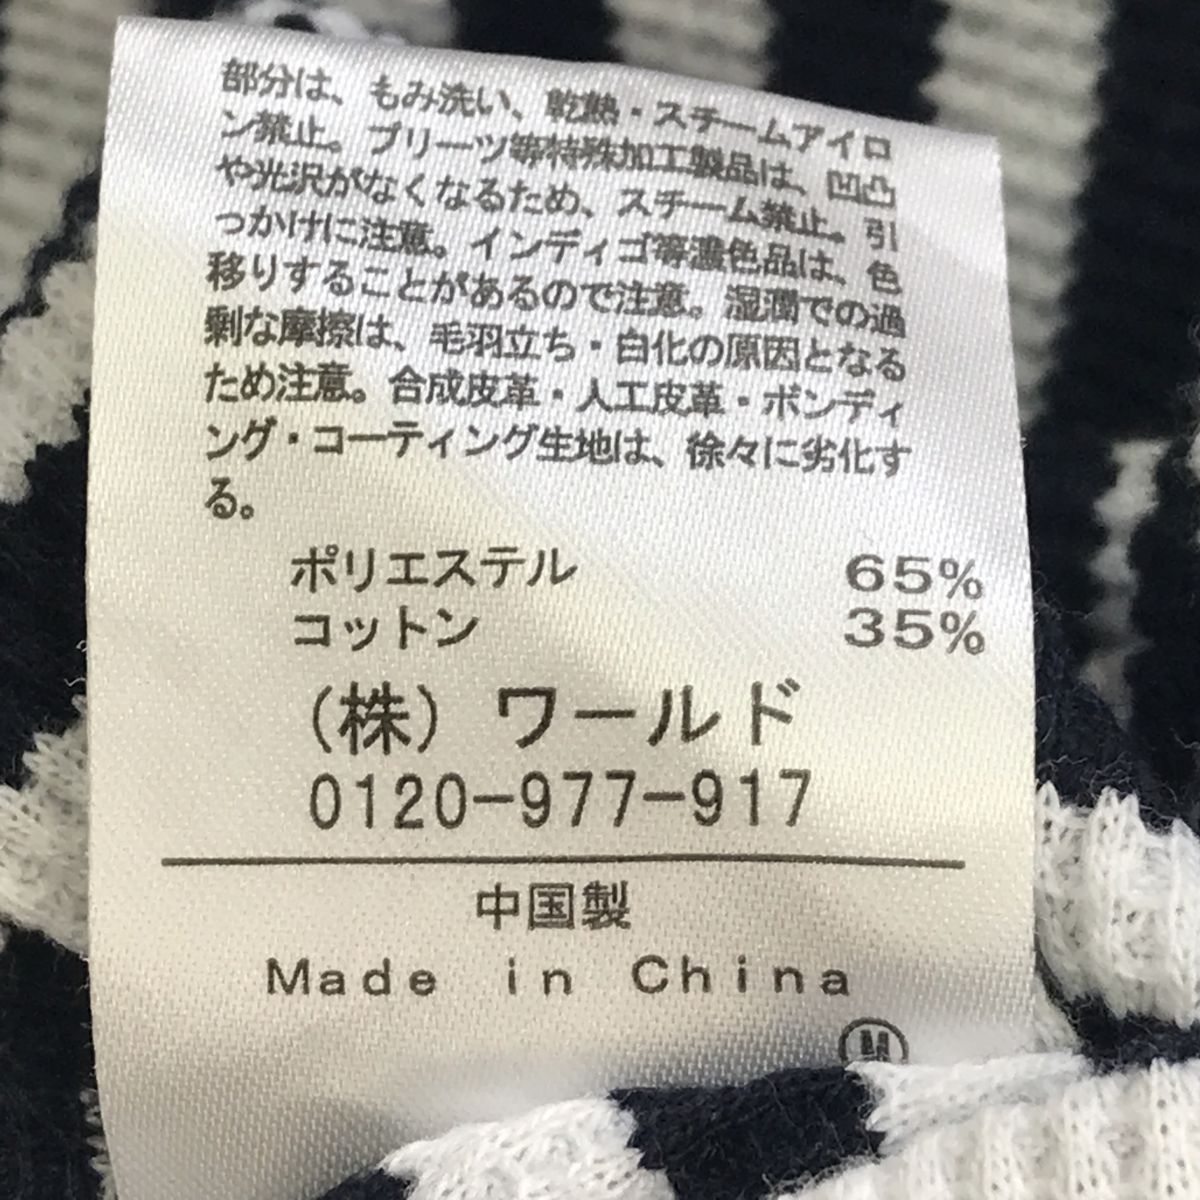 部分は、もみ洗い、乾熱・スチームアイロ
ン禁止。プリーツ等特殊加工製品は、凹凸
や光沢がなくなるため、スチーム禁止。引
っかけに注意。インディゴ等濃色品は、色
移りすることがあるので注意。湿潤での過
剰な摩擦は、毛羽立ち・白化の原因となる
ため注意。合成皮革・人工皮革・ボンディ
ング・コーティング生地は、徐々に劣化す
る。
ポリエステル 65%
コットン 35%
(株) ワールド
0120-977-917
中国製
Made in China